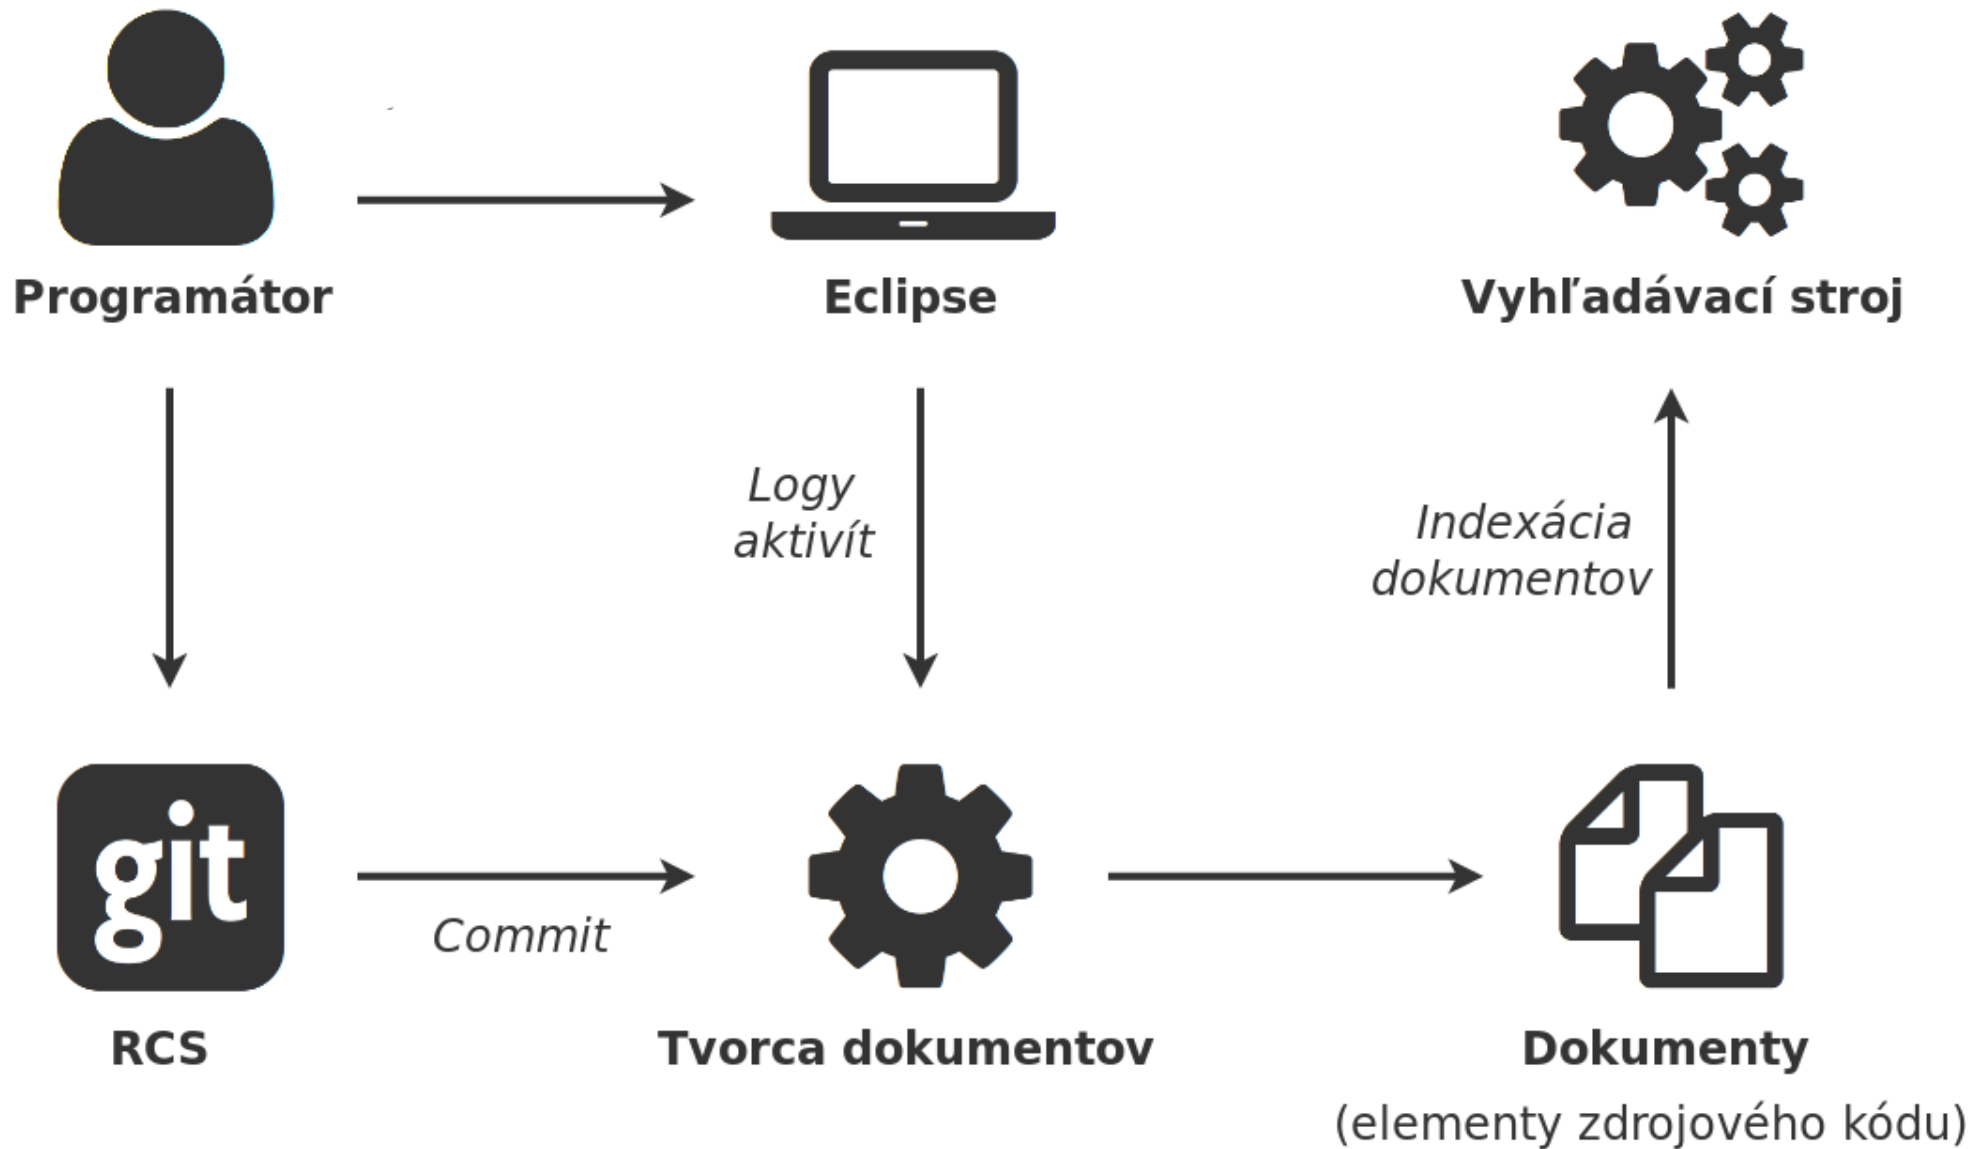 Programátor
Eclipse
Vyhľadávací stroj
Logy
aktivít
Indexácia
dokumentov
git
Commit
RCS
Tvorca dokumentov
Dokumenty
(elementy zdrojového kódu)